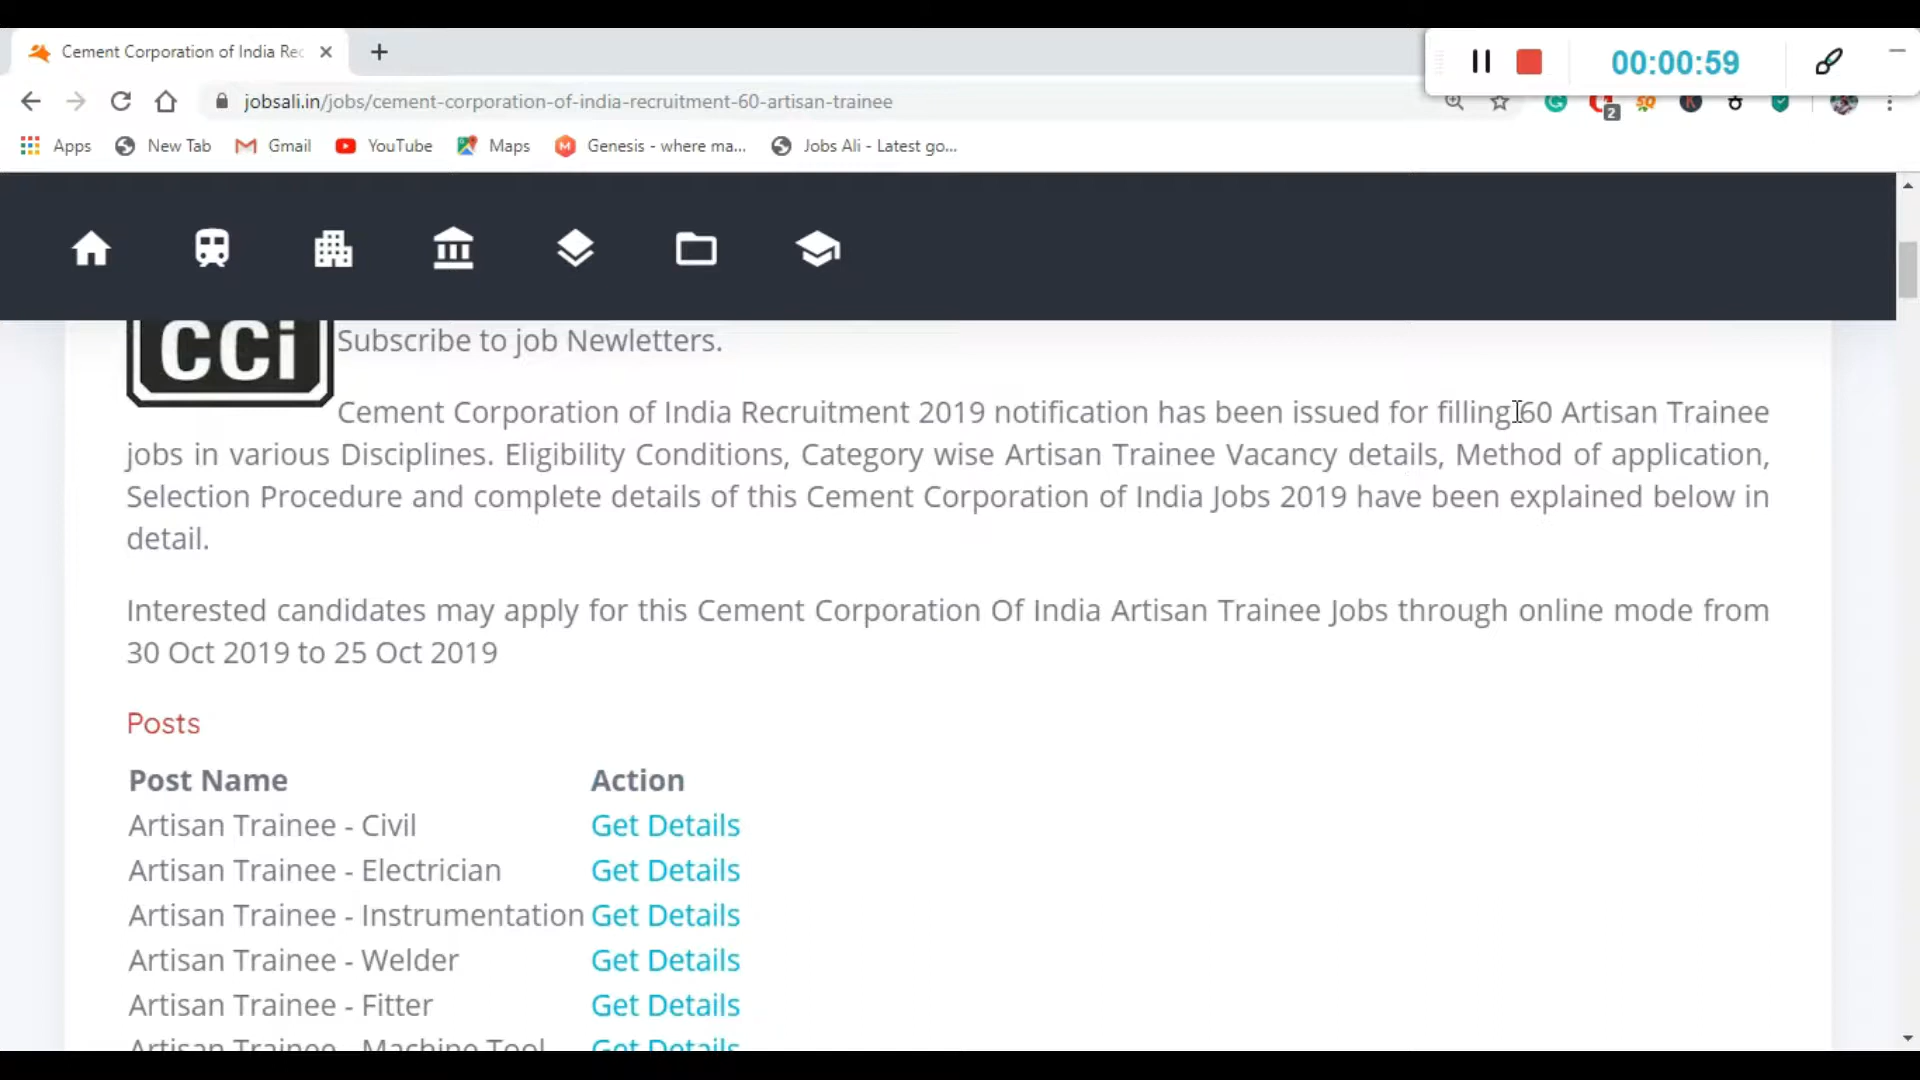 Cement Corporation of India Rec
00:00:59
jobsali.in/jobs/cement-corporation-of-india-recruitment-60-artisan-trainee
2
Apps New Tab Gmail YouTube Maps Genesis - where ma... Jobs Ali - Latest go...
CCi
Subscribe to job Newletters.
Cement Corporation of India Recruitment 2019 notification has been issued for filling 60 Artisan Trainee
jobs in various Disciplines. Eligibility Conditions, Category wise Artisan Trainee Vacancy details, Method of application,
Selection Procedure and complete details of this Cement Corporation of India Jobs 2019 have been explained below in
detail.
Interested candidates may apply for this Cement Corporation Of India Artisan Trainee Jobs through online mode from
30 Oct 2019 to 25 Oct 2019
Posts
Post Name Action
Artisan Trainee - Civil Get Details
Artisan Trainee - Electrician Get Details
Artisan Trainee - Instrumentation Get Details
Artisan Trainee - Welder Get Details
Artisan Trainee - Fitter Get Details
Artisan Trainee - Machine Tool Get Details